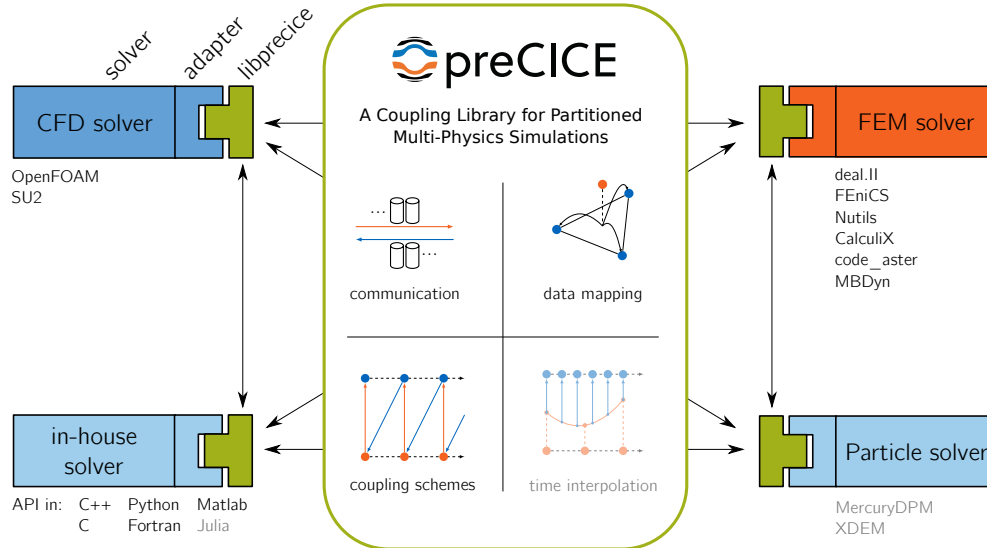 solver
adapter
libprecice
CFD solver
OpenFOAM
SU2
preCICE
A Coupling Library for Partitioned
Multi-Physics Simulations
...
...
communication
data mapping
coupling schemes
time interpolation
FEM solver
deal.II
FEniCS
Nutils
CalculiX
code_aster
MBDyn
in-house
solver
API in: C++ Python Matlab
C Fortran Julia
Particle solver
MercuryDPM
XDEM